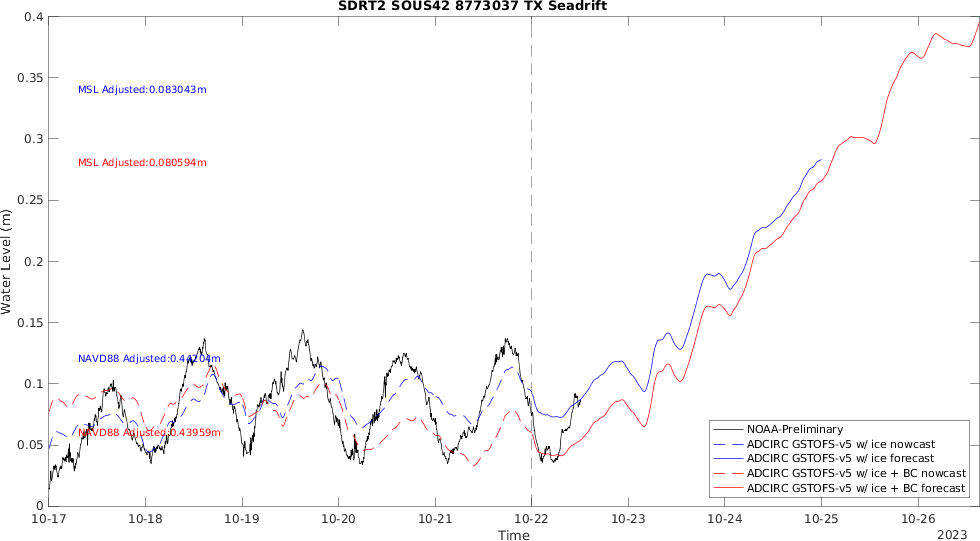 SDRT2 SOUS42 8773037 TX Seadrift
0.4
0.35
0.3
0.25
0.2
0.15
0.1
0.05
0
Water Level (m)
MSL Adjusted:0.083043m
MSL Adjusted:0.080594m
NAVD88 Adjusted:0.44204m
NAVD88 Adjusted:0.43959m
NOAA-Preliminary
ADCIRC GSTOFS-v5 w/ ice nowcast
ADCIRC GSTOFS-v5 w/ ice forecast
ADCIRC GSTOFS-v5 w/ ice + BC nowcast
ADCIRC GSTOFS-v5 w/ ice + BC forecast
10-17 10-18 10-19 10-20 10-21 10-22 10-23 10-24 10-25 10-26
Time
2023